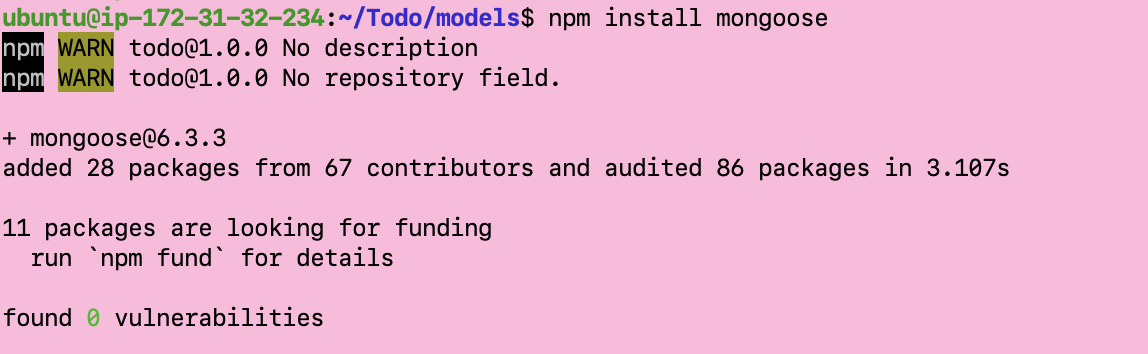 ubuntu@ip-172-31-32-234:~/Todo/models$ npm install mongoose
npm WARN todo@1.0.0 No description
npm WARN todo@1.0.0 No repository field.
+ mongoose@6.3.3
added 28 packages from 67 contributors and audited 86 packages in 3.107s
11 packages are looking for funding
  run `npm fund` for details
found 0 vulnerabilities